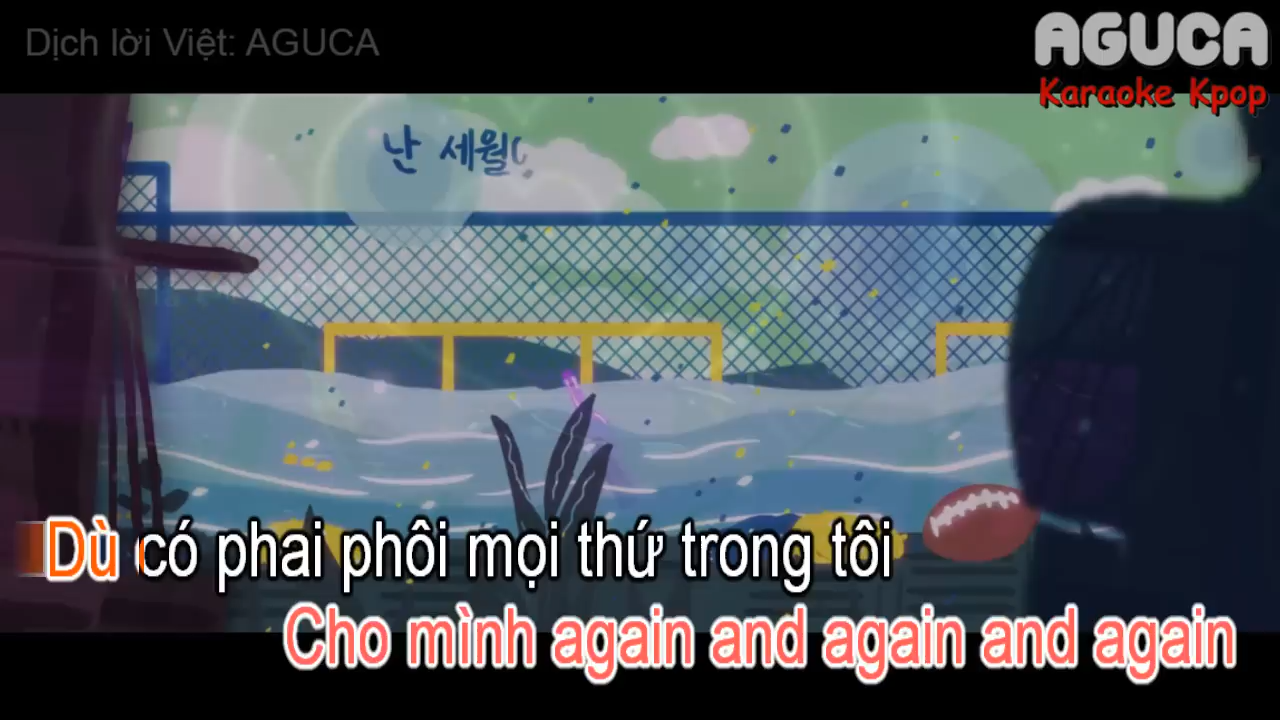 Dịch lời Việt: AGUCA
AGUCA
Karaoke Kpop
난 세월
Dù có phai phôi mọi thứ trong tôi
Cho mình again and again and again